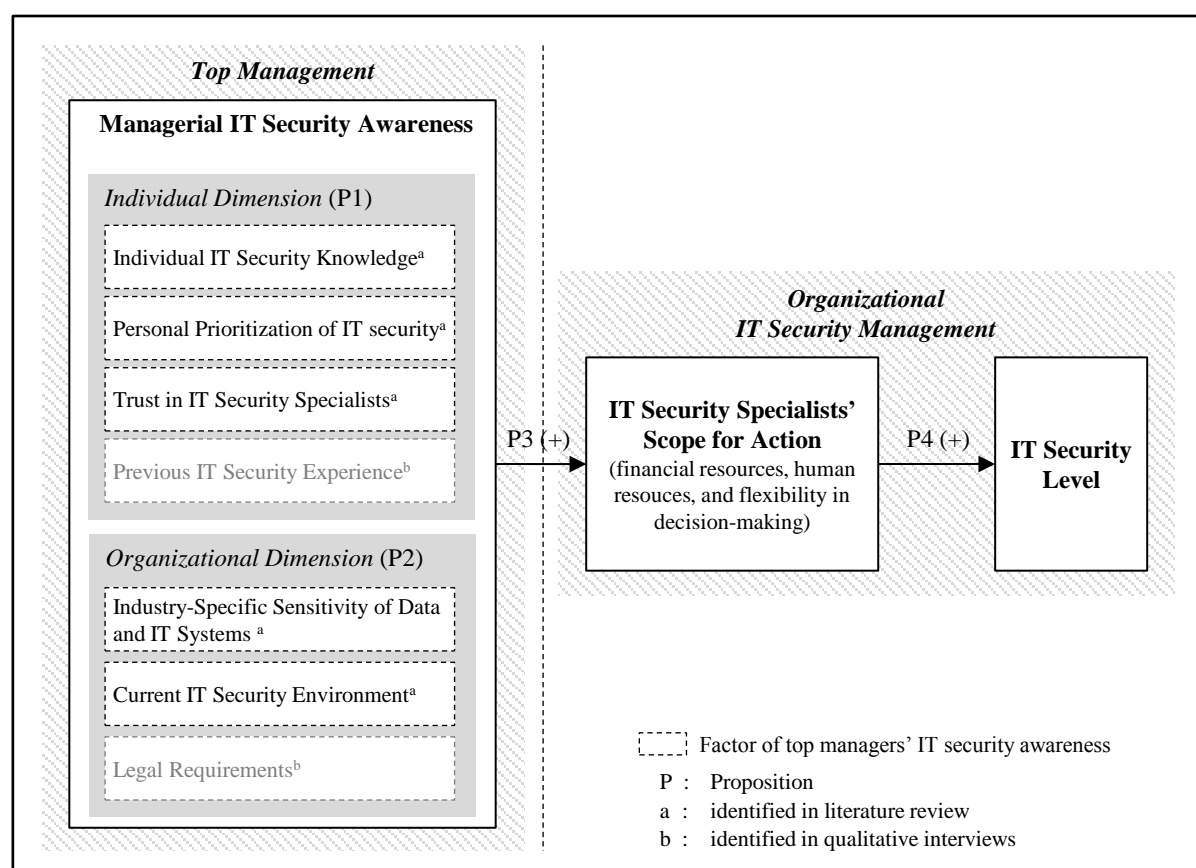 Top Management
Managerial IT Security Awareness
Individual Dimension (P1)
Individual IT Security Knowledgeᵃ
Personal Prioritization of IT securityᵃ
Trust in IT Security Specialistsᵃ
Previous IT Security Experienceᵇ
Organizational Dimension (P2)
Industry-Specific Sensitivity of Data
and IT Systems ᵃ
Current IT Security Environmentᵃ
Legal Requirementsᵇ
P3 (+)
Organizational
IT Security Management
IT Security Specialists’
Scope for Action
(financial resources, human
resouces, and flexibility in
decision-making)
P4 (+)
IT Security
Level
Factor of top managers’ IT security awareness
P : Proposition
a : identified in literature review
b : identified in qualitative interviews